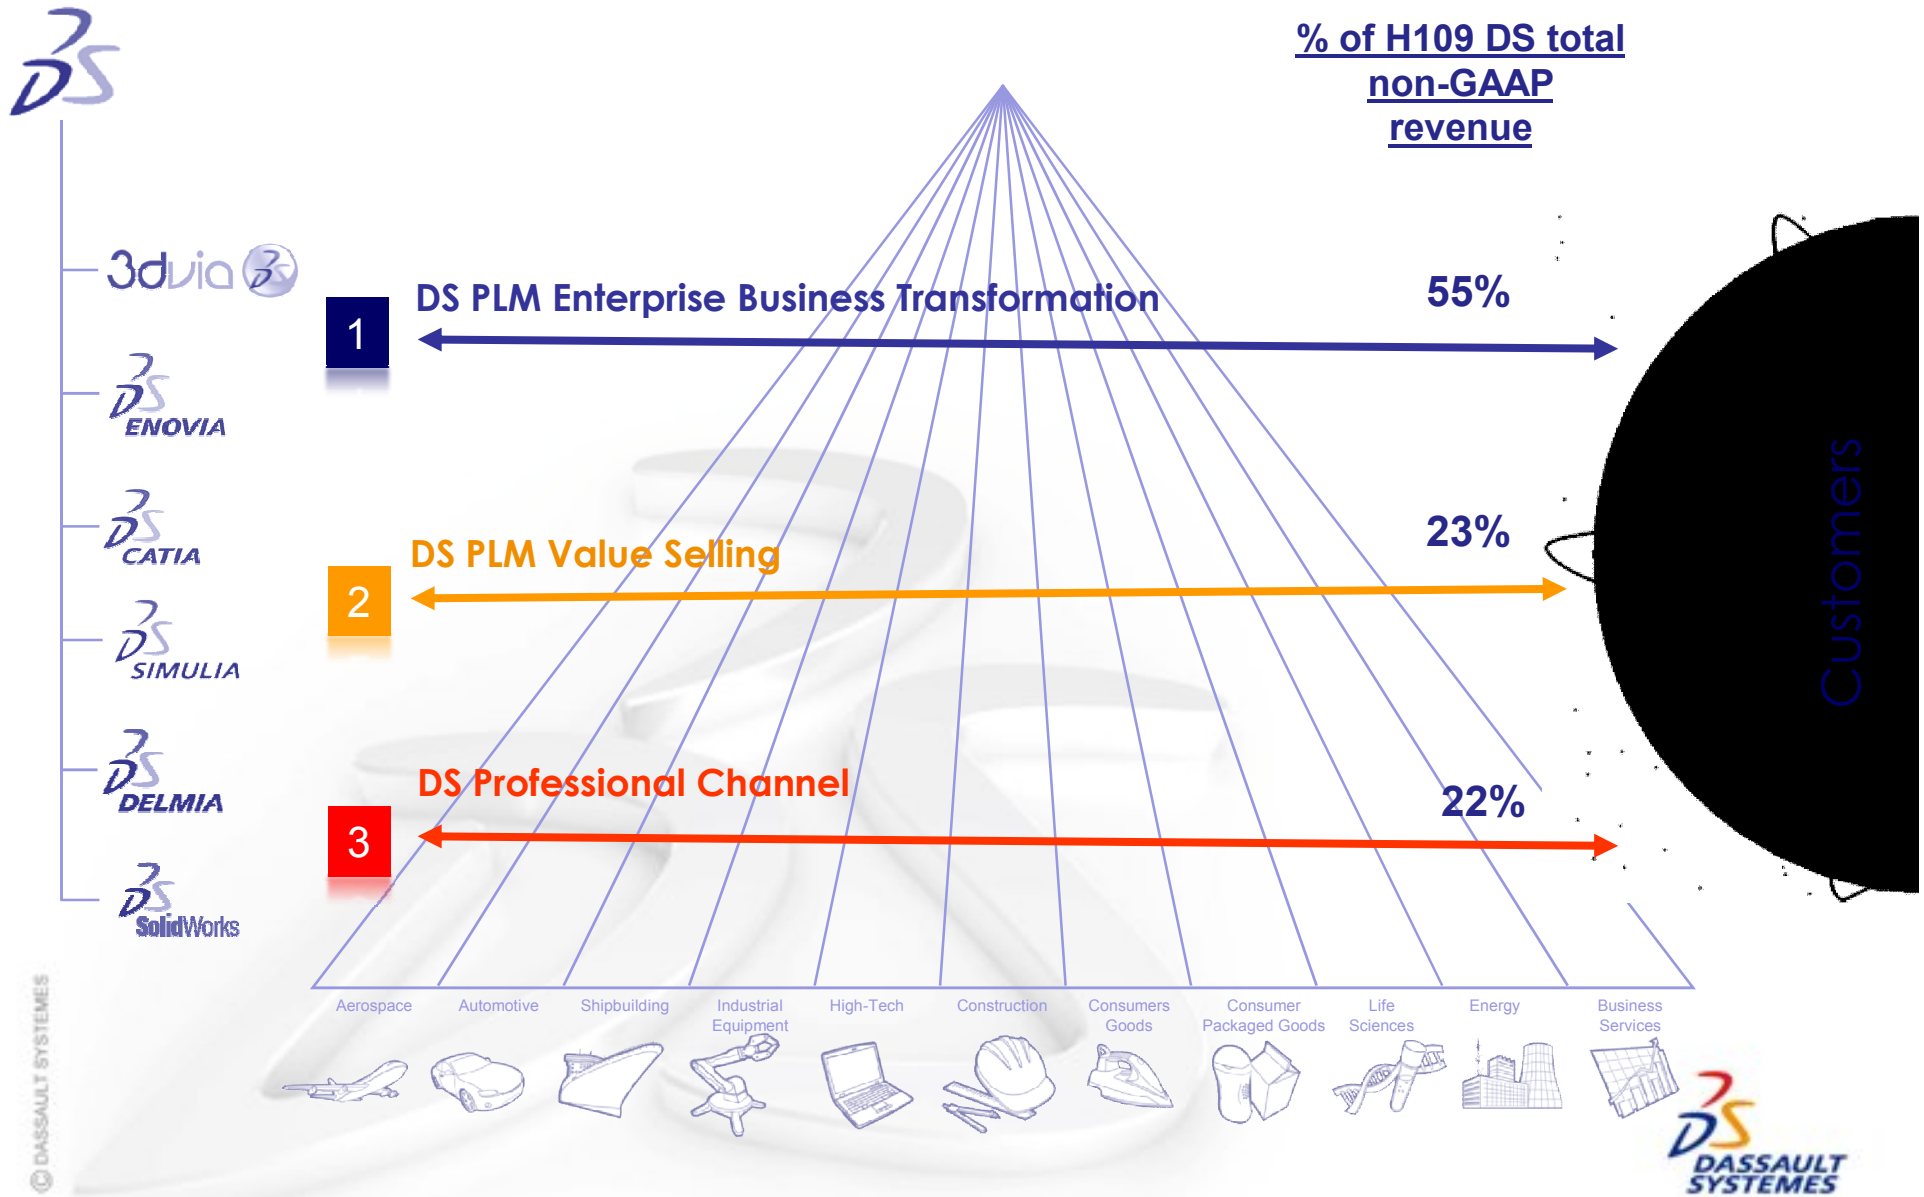 % of H109 DS total
non-GAAP
revenue
3dvia
1
DS PLM Enterprise Business Transformation
55%
ENOVIA
CATIA
2
DS PLM Value Selling
23%
Customers
SIMULIA
DELMIA
3
DS Professional Channel
22%
SolidWorks
Aerospace
Automotive
Shipbuilding
Industrial
Equipment
High-Tech
Construction
Consumers
Goods
Consumer
Packaged Goods
Life
Sciences
Energy
Business
Services
© DASSAULT SYSTEMES
DASSAULT
SYSTEMES